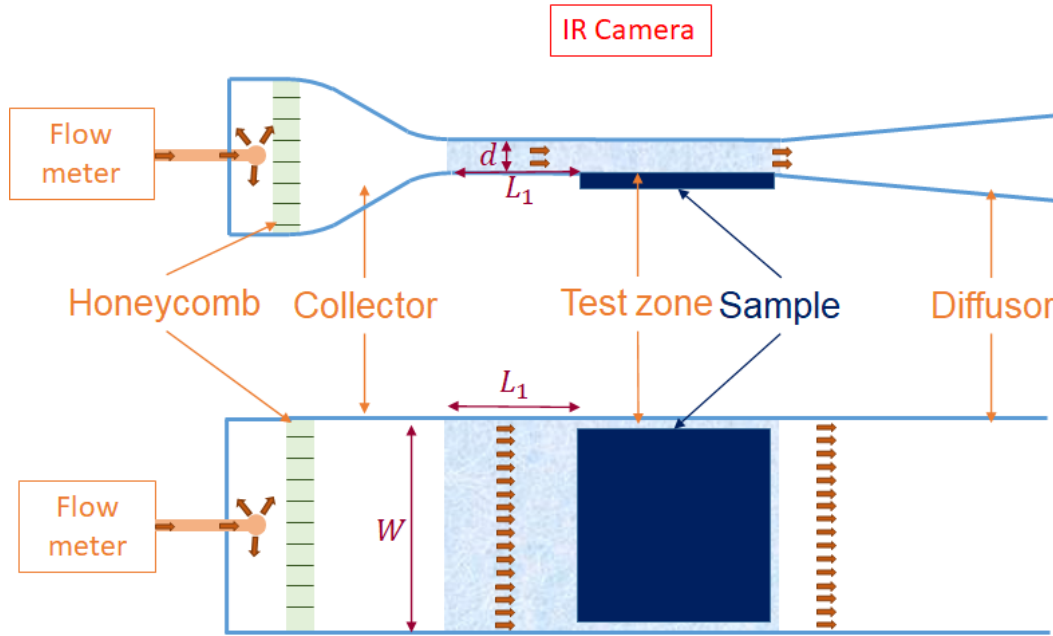 IR Camera
Flow
meter
d
L₁
Honeycomb
Collector
Test zone
Sample
Diffusor
L₁
W
Flow
meter